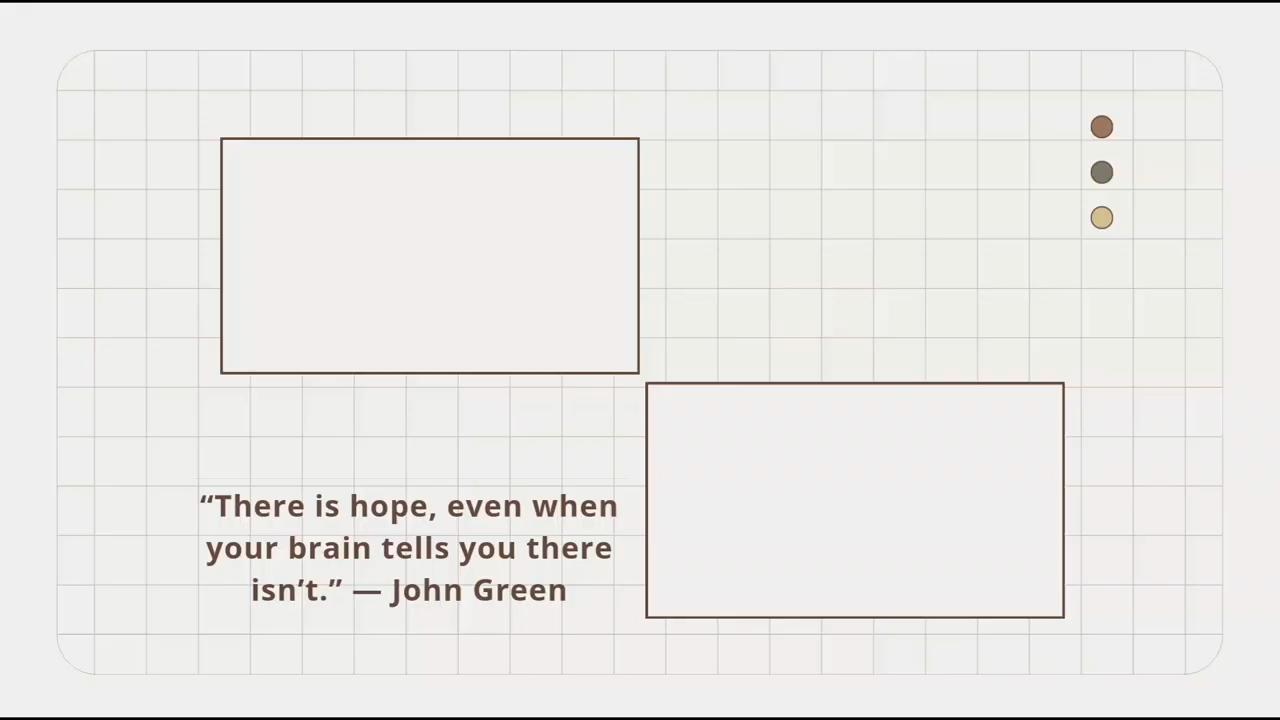 “There is hope, even when
your brain tells you there
isn’t.” — John Green